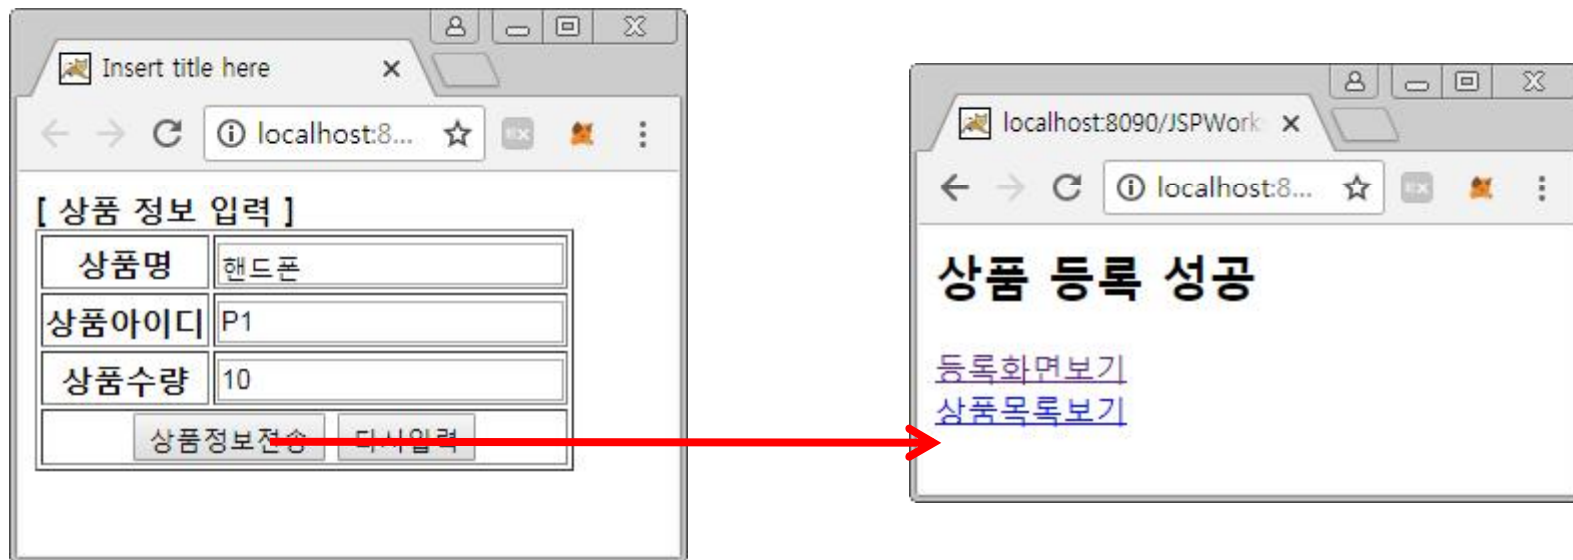 Insert title here
localhost:8...
[ 상품 정보 입력 ]
상품명 핸드폰
상품아이디 P1
상품수량 10
상품정보전송 다시입력
localhost:8090/JSPWork
localhost:8...
상품 등록 성공
등록화면보기
상품목록보기